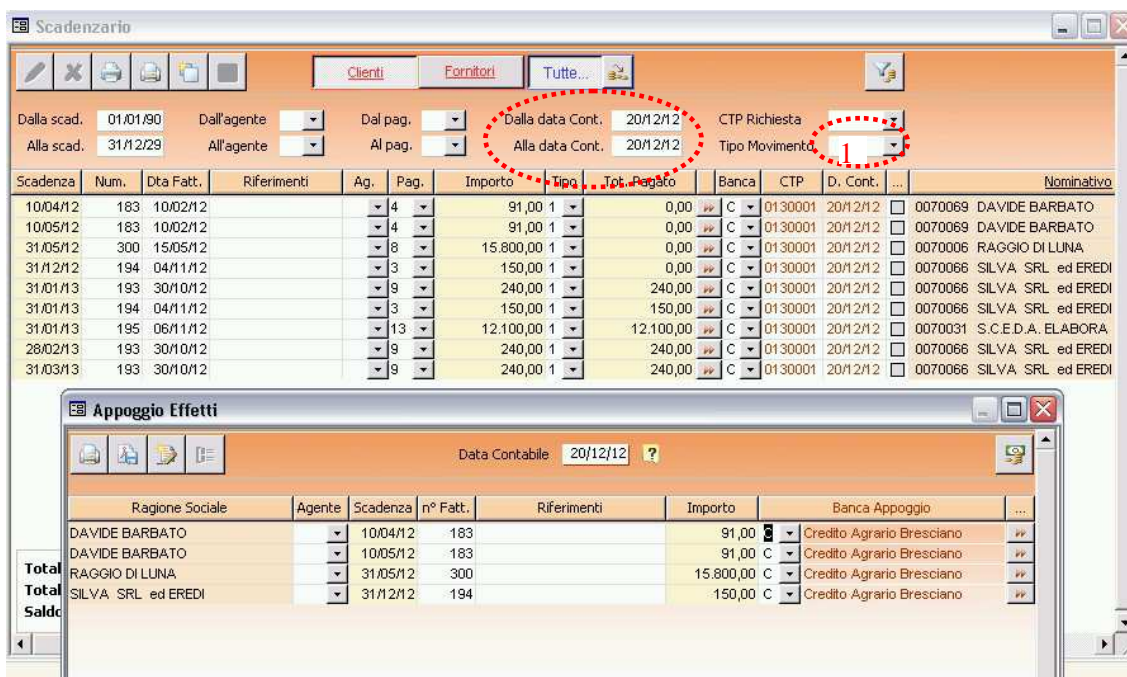 Scadenzario
Clienti Fornitori Tutte...
Dalla scad. 01/01/90 Dall'agente Dal pag. Dalla data Cont. 20/12/12 CTP Richiesta
Alla scad. 31/12/29 All'agente Al pag. Alla data Cont. 20/12/12 Tipo Movimento 1
Scadenza Num. Dta Fatt. Riferimenti Ag. Pag. Importo Tipo Tot. Pagato Banca CTP D. Cont. ... Nominativo
10/04/12 183 10/02/12 4 91,00 1 0,00 C 0130001 20/12/12 0070069 DAVIDE BARBATO
10/05/12 183 10/02/12 4 91,00 1 0,00 C 0130001 20/12/12 0070069 DAVIDE BARBATO
31/05/12 300 15/05/12 8 15.800,00 1 0,00 C 0130001 20/12/12 0070006 RAGGIO DI LUNA
31/12/12 194 04/11/12 3 150,00 1 0,00 C 0130001 20/12/12 0070066 SILVA SRL ed EREDI
31/01/13 193 30/10/12 9 240,00 1 240,00 C 0130001 20/12/12 0070066 SILVA SRL ed EREDI
31/01/13 194 04/11/12 3 150,00 1 150,00 C 0130001 20/12/12 0070066 SILVA SRL ed EREDI
31/01/13 195 06/11/12 13 12.100,00 1 12.100,00 C 0130001 20/12/12 0070031 S.C.E.D.A. ELABORA
28/02/13 193 30/10/12 9 240,00 1 240,00 C 0130001 20/12/12 0070066 SILVA SRL ed EREDI
31/03/13 193 30/10/12 9 240,00 1 240,00 C 0130001 20/12/12 0070066 SILVA SRL ed EREDI
Appoggio Effetti
Data Contabile 20/12/12 ?
Ragione Sociale Agente Scadenza n° Fatt. Riferimenti Importo Banca Appoggio ...
DAVIDE BARBATO 10/04/12 183 91,00 C Credito Agrario Bresciano
DAVIDE BARBATO 10/05/12 183 91,00 C Credito Agrario Bresciano
RAGGIO DI LUNA 31/05/12 300 15.800,00 C Credito Agrario Bresciano
SILVA SRL ed EREDI 31/12/12 194 150,00 C Credito Agrario Bresciano
Total
Total
Saldo